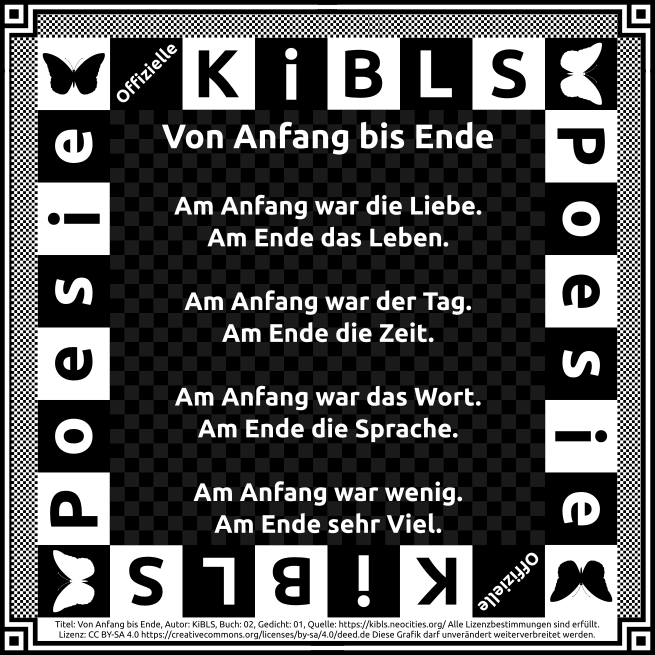 Offizielle KiBLS
Poesie
Poesie
Von Anfang bis Ende
Am Anfang war die Liebe.
Am Ende das Leben.
Am Anfang war der Tag.
Am Ende die Zeit.
Am Anfang war das Wort.
Am Ende die Sprache.
Am Anfang war wenig.
Am Ende sehr Viel.
Offizielle KiBLS
Titel: Von Anfang bis Ende, Autor: KiBLS, Buch: 02, Gedicht: 01, Quelle: https://kibls.neocities.org/ Alle Lizenzbestimmungen sind erfüllt.
Lizenz: CC BY-SA 4.0 https://creativecommons.org/licenses/by-sa/4.0/deed.de Diese Grafik darf unverändert weiterverbreitet werden.